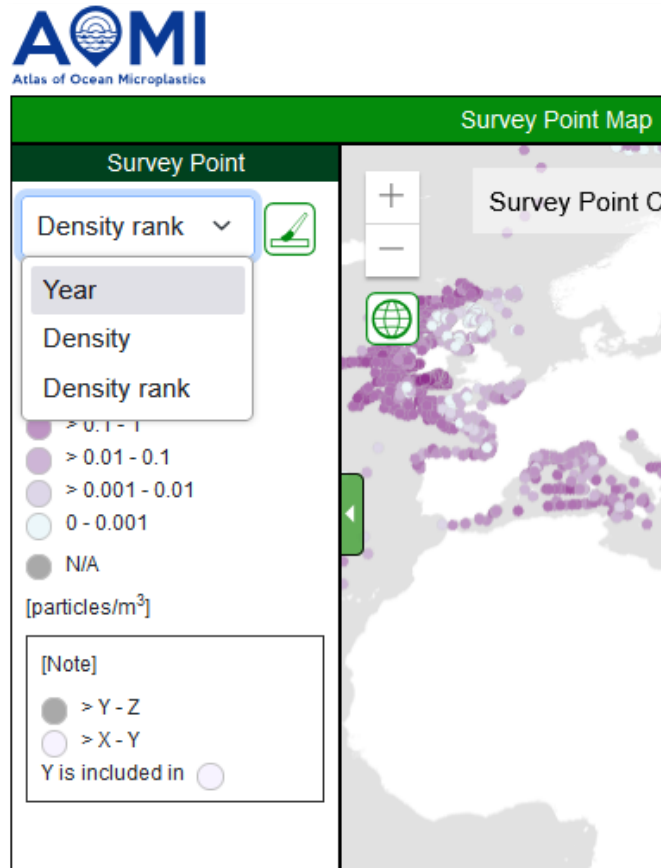 AOMI
Atlas of Ocean Microplastics
Survey Point Map
Survey Point
Survey Point C
Density rank
Year
Density
Density rank
> 0.1 - 1
> 0.01 - 0.1
> 0.001 - 0.01
0 - 0.001
N/A
[particles/m³]
[Note]
> Y - Z
> X - Y
Y is included in